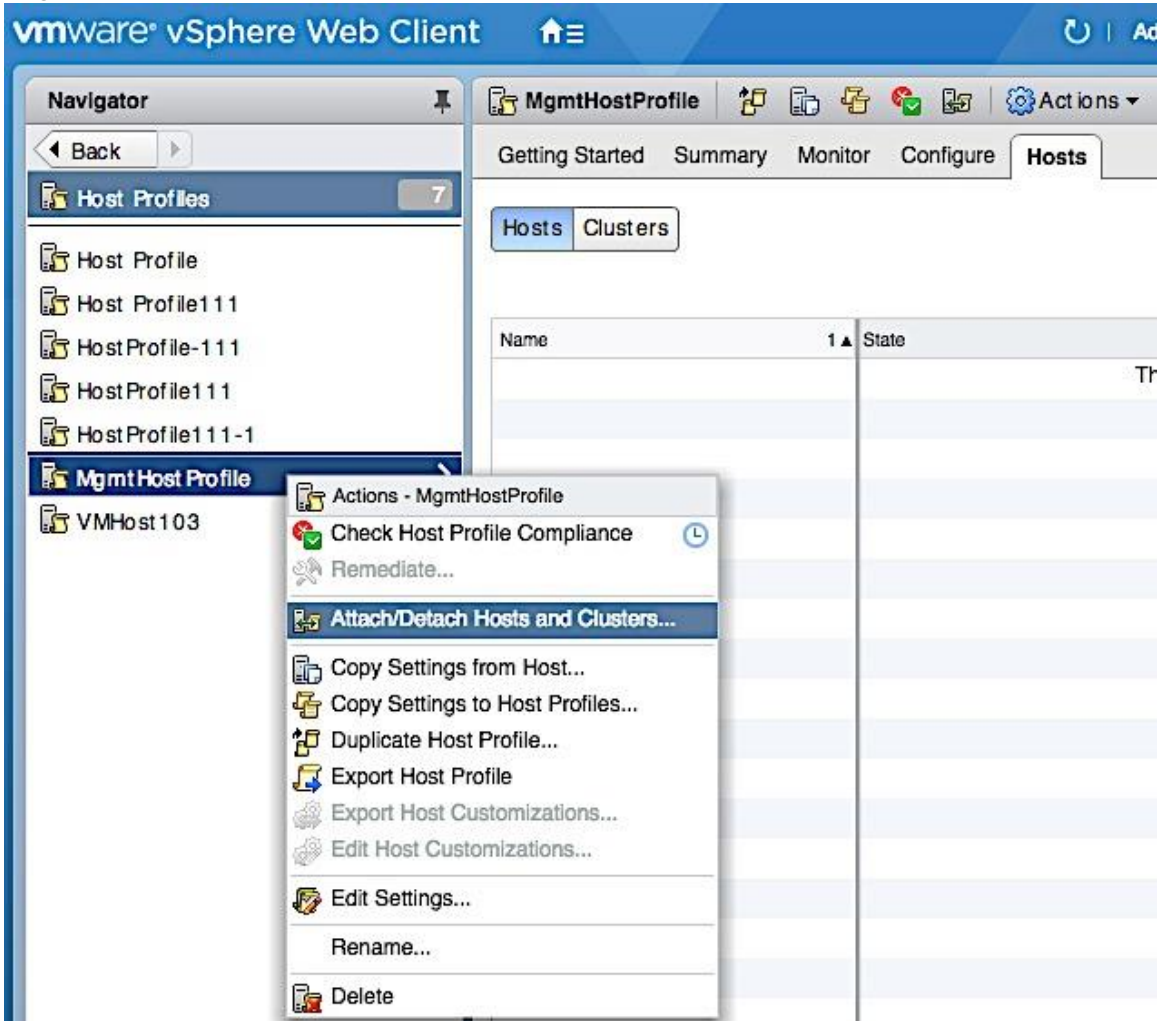 vmware® vSphere Web Client
Ad
Navigator
Back
Host Profiles 7
Host Profile
Host Profile111
HostProfile-111
HostProfile111
HostProfile111-1
MgmtHostProfile
VMHost103
MgmtHostProfile Actions
Getting Started Summary Monitor Configure Hosts
Hosts Clusters
Name 1 State
Th
Actions - MgmtHostProfile
Check Host Profile Compliance
Remediate...
Attach/Detach Hosts and Clusters...
Copy Settings from Host...
Copy Settings to Host Profiles...
Duplicate Host Profile...
Export Host Profile
Export Host Customizations...
Edit Host Customizations...
Edit Settings...
Rename...
Delete